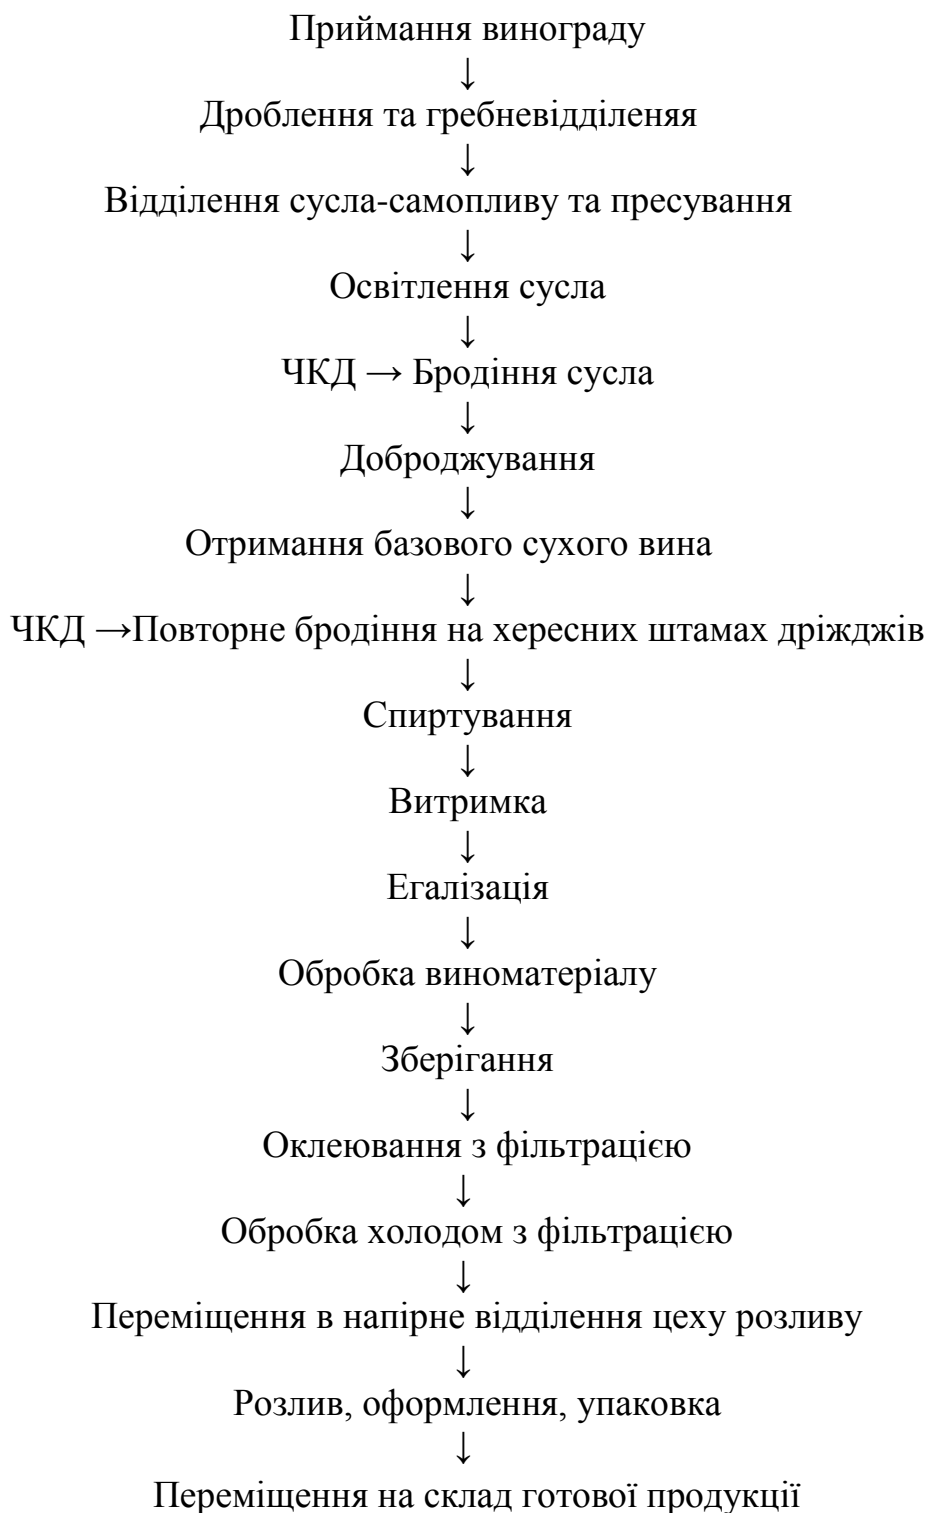 Приймання винограду
↓
Дроблення та гребневідділеняя
↓
Відділення сусла-самопливу та пресування
↓
Освітлення сусла
↓
ЧКД → Бродіння сусла
↓
Доброджування
↓
Отримання базового сухого вина
↓
ЧКД →Повторне бродіння на хересних штамах дріжджів
↓
Спиртування
↓
Витримка
↓
Егалізація
↓
Обробка виноматеріалу
↓
Зберігання
↓
Оклеювання з фільтрацією
↓
Обробка холодом з фільтрацією
↓
Переміщення в напірне відділення цеху розливу
↓
Розлив, оформлення, упаковка
↓
Переміщення на склад готової продукції